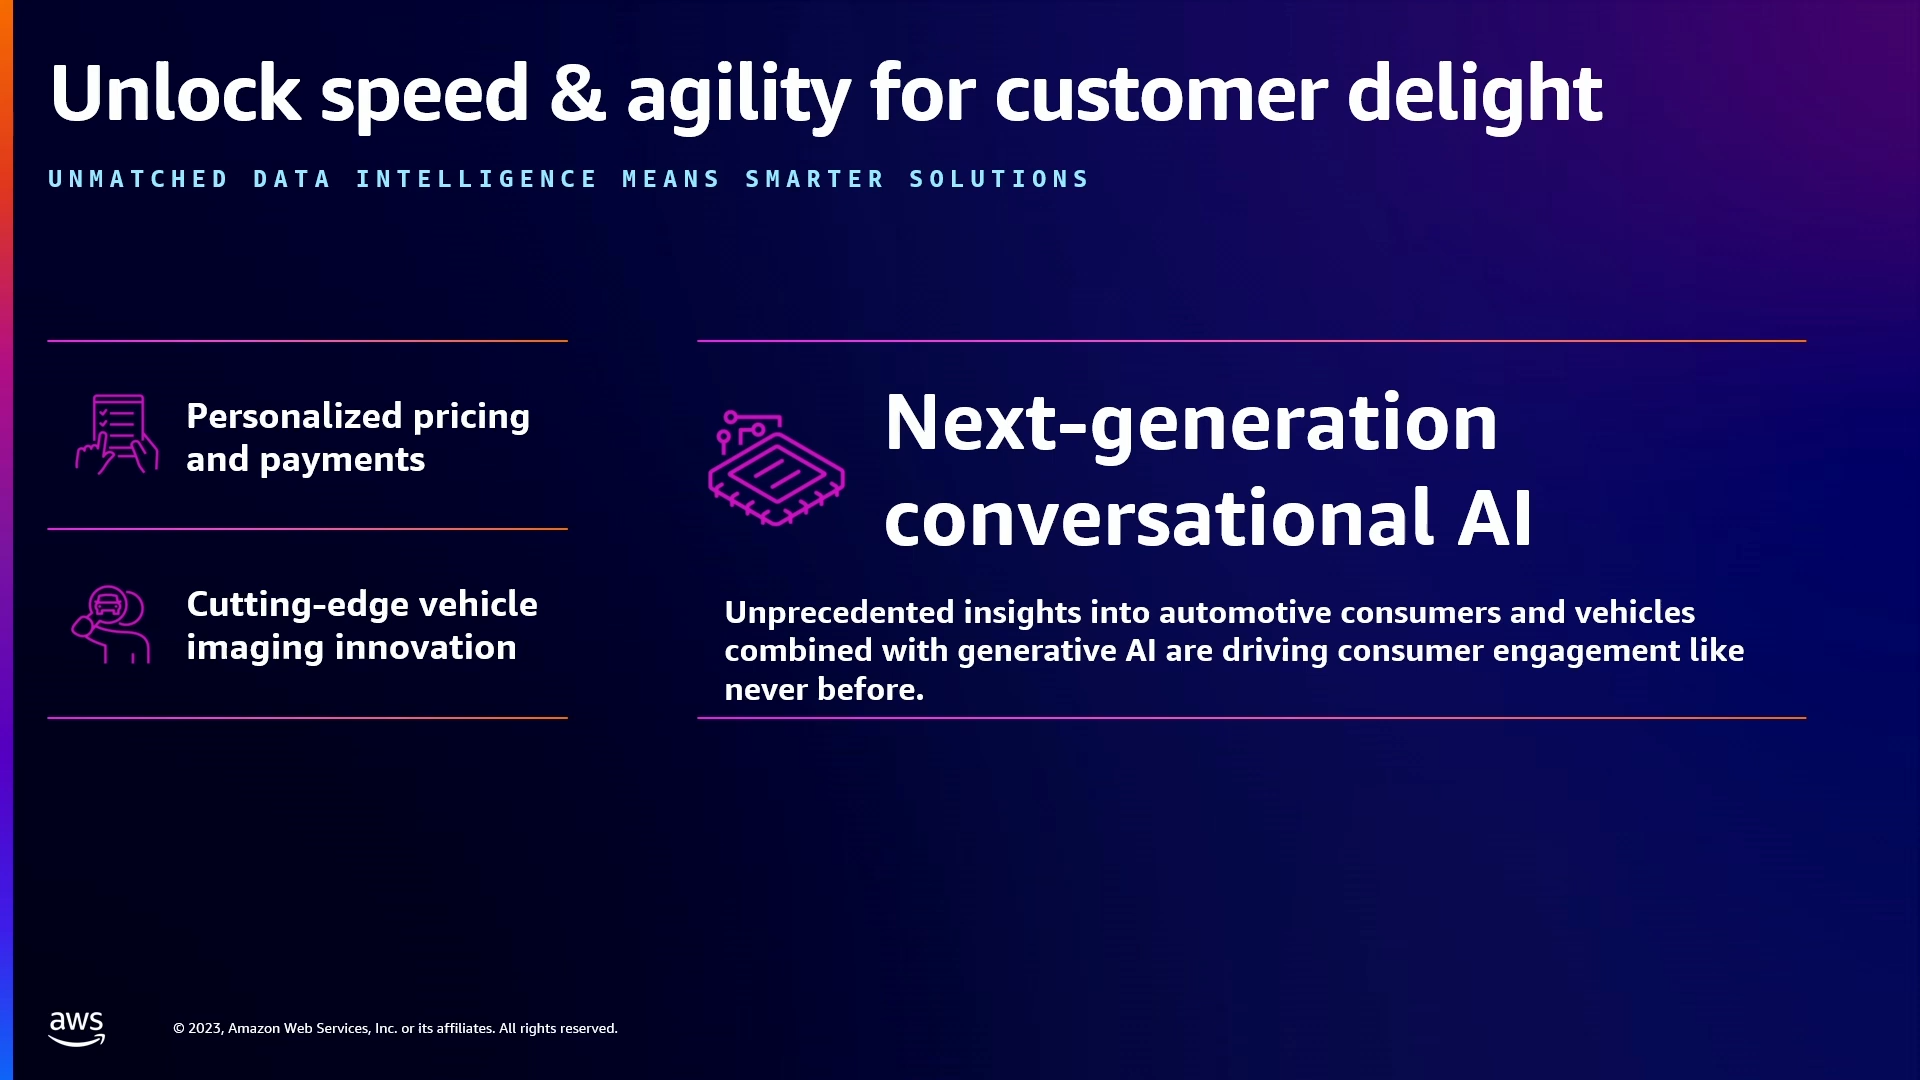 Unlock speed & agility for customer delight
UNMATCHED DATA INTELLIGENCE MEANS SMARTER SOLUTIONS
Personalized pricing
and payments
Cutting-edge vehicle
imaging innovation
Next-generation
conversational AI
Unprecedented insights into automotive consumers and vehicles
combined with generative AI are driving consumer engagement like
never before.
aws
© 2023, Amazon Web Services, Inc. or its affiliates. All rights reserved.